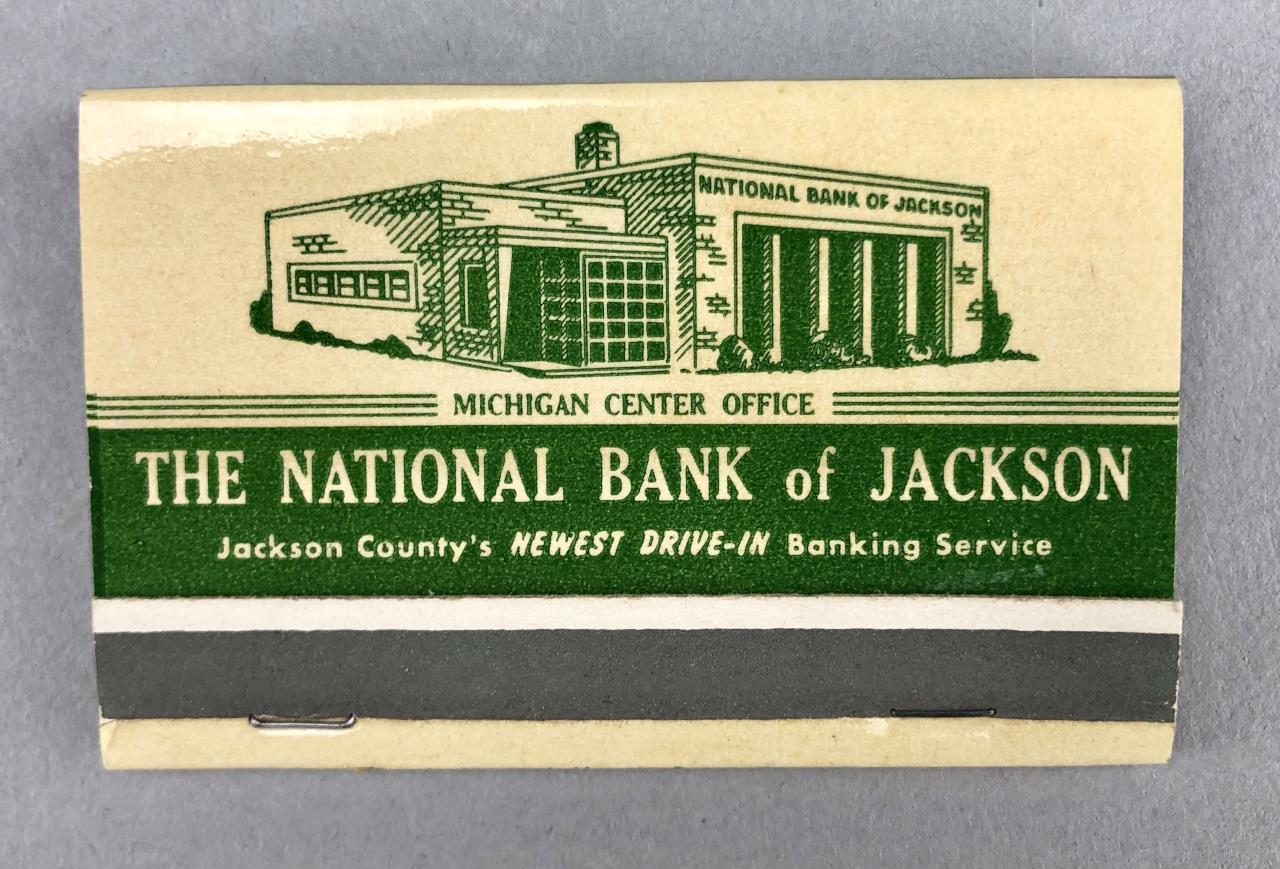 NATIONAL BANK OF JACKSON
MICHIGAN CENTER OFFICE
THE NATIONAL BANK of JACKSON
Jackson County's NEWEST DRIVE-IN Banking Service